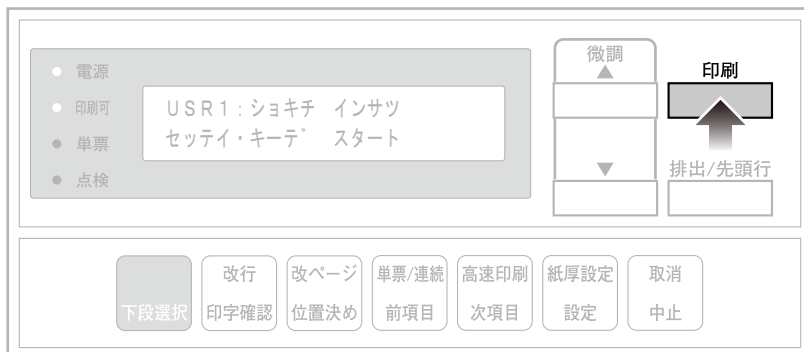 電源
印刷可
単票
点検
USR1:ショキチ インサツ
セッテイ・キーデ スタート
微調
▲
▼
印刷
排出/先頭行
下段選択
改行
印字確認
改ページ
位置決め
単票/連続
前項目
高速印刷
次項目
紙厚設定
設定
取消
中止